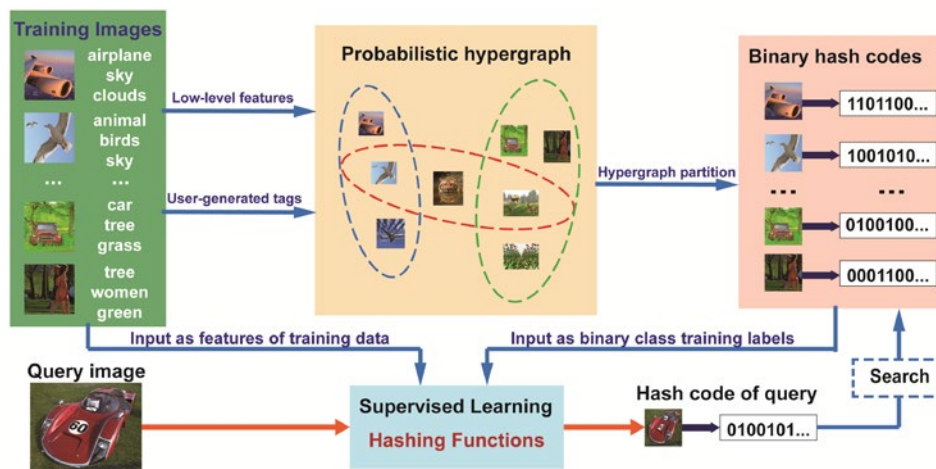 Training Images
airplane
sky
clouds
animal
birds
sky
... ...
car
tree
grass
tree
women
green
Low-level features
User-generated tags
Probabilistic hypergraph
Hypergraph partition
Binary hash codes
1101100...
1001010...
... ...
0100100...
0001100...
Input as features of training data
Input as binary class training labels
Query image
60
Supervised Learning
Hashing Functions
Hash code of query
0100101...
Search